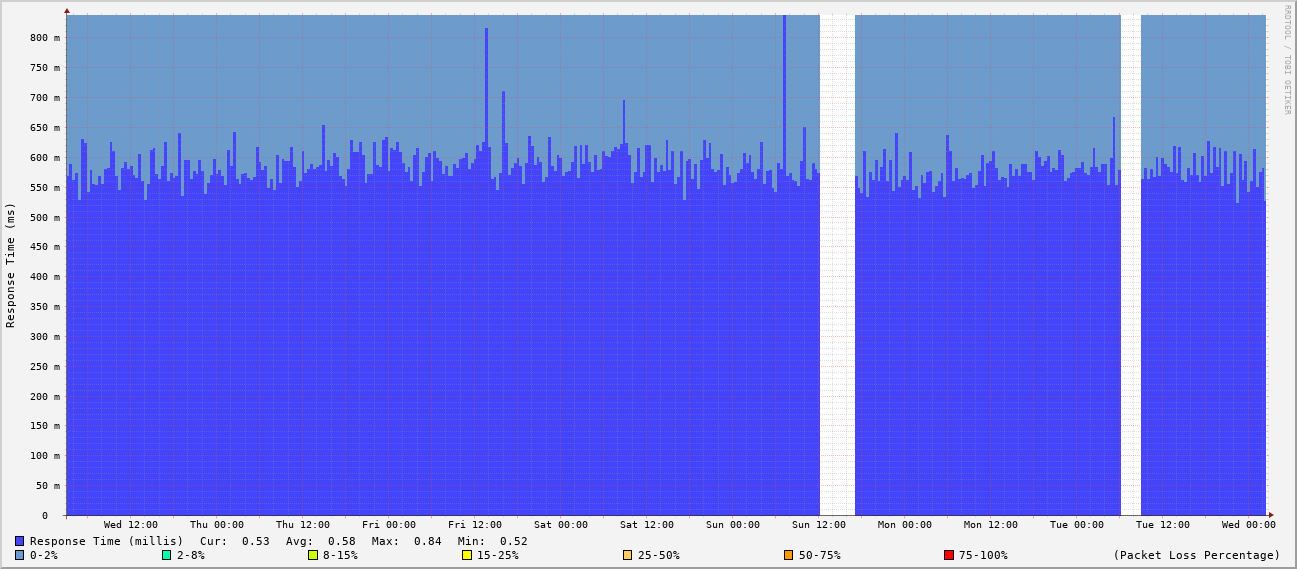 RRDTOOL / TOBI OETIKER
Response Time (ms)
800 m
750 m
700 m
650 m
600 m
550 m
500 m
450 m
400 m
350 m
300 m
250 m
200 m
150 m
100 m
50 m
0
Wed 12:00 Thu 00:00 Thu 12:00 Fri 00:00 Fri 12:00 Sat 00:00 Sat 12:00 Sun 00:00 Sun 12:00 Mon 00:00 Mon 12:00 Tue 00:00 Tue 12:00 Wed 00:00
Response Time (millis) Cur: 0.53 Avg: 0.58 Max: 0.84 Min: 0.52
0-2% 2-8% 8-15% 15-25% 25-50% 50-75% 75-100% (Packet Loss Percentage)